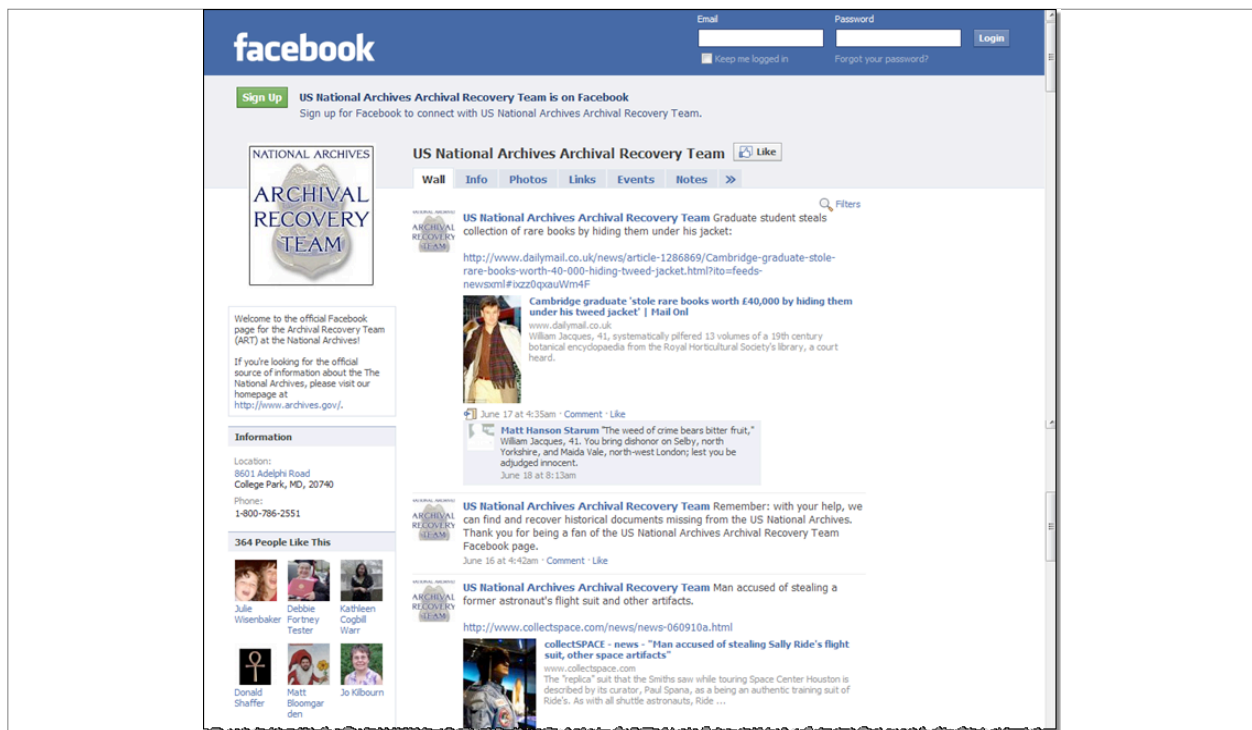 Email Password
facebook
Login
Keep me logged in Forgot your password?
Sign Up
US National Archives Archival Recovery Team is on Facebook
Sign up for Facebook to connect with US National Archives Archival Recovery Team.
NATIONAL ARCHIVES
ARCHIVAL
RECOVERY
TEAM
Welcome to the official Facebook
page for the Archival Recovery Team
(ART) at the National Archives!
If you're looking for the official
source of information about the The
National Archives, please visit our
homepage at
http://www.archives.gov/.
Information
Location:
8601 Adelphi Road
College Park, MD, 20740
Phone:
1-800-786-2551
364 People Like This
Julie
Wisenbaker
Debbie
Fortney
Tester
Kathleen
Cogbill
Warr
Donald
Shaffer
Matt
Bloomgar
den
Jo Kilbourn
US National Archives Archival Recovery Team Like
Wall Info Photos Links Events Notes »
Filters
NATIONAL ARCHIVES
ARCHIVAL
RECOVERY
TEAM
US National Archives Archival Recovery Team Graduate student steals
collection of rare books by hiding them under his jacket:
http://www.dailymail.co.uk/news/article-1286869/Cambridge-graduate-stole-
rare-books-worth-40-000-hiding-tweed-jacket.html?ito=feeds-
newsxml#ixzz0qxauWm4F
Cambridge graduate 'stole rare books worth £40,000 by hiding them
under his tweed jacket' | Mail Onl
www.dailymail.co.uk
William Jacques, 41, systematically pilfered 13 volumes of a 19th century
botanical encyclopaedia from the Royal Horticultural Society's library, a court
heard.
June 17 at 4:35am · Comment · Like
Matt Hanson Starum "The weed of crime bears bitter fruit,"
William Jacques, 41. You bring dishonor on Selby, north
Yorkshire, and Maida Vale, north-west London; lest you be
adjudged innocent.
June 18 at 8:13am
NATIONAL ARCHIVES
ARCHIVAL
RECOVERY
TEAM
US National Archives Archival Recovery Team Remember: with your help, we
can find and recover historical documents missing from the US National Archives.
Thank you for being a fan of the US National Archives Archival Recovery Team
Facebook page.
June 16 at 4:42am · Comment · Like
NATIONAL ARCHIVES
ARCHIVAL
RECOVERY
TEAM
US National Archives Archival Recovery Team Man accused of stealing a
former astronaut's flight suit and other artifacts.
http://www.collectspace.com/news/news-060910a.html
collectSPACE - news - "Man accused of stealing Sally Ride's flight
suit, other space artifacts"
www.collectspace.com
The "replica" suit that the Smiths saw while touring Space Center Houston is
described by its curator, Paul Spana, as a being an authentic training suit of
Ride's. As with all shuttle astronauts, Ride ...